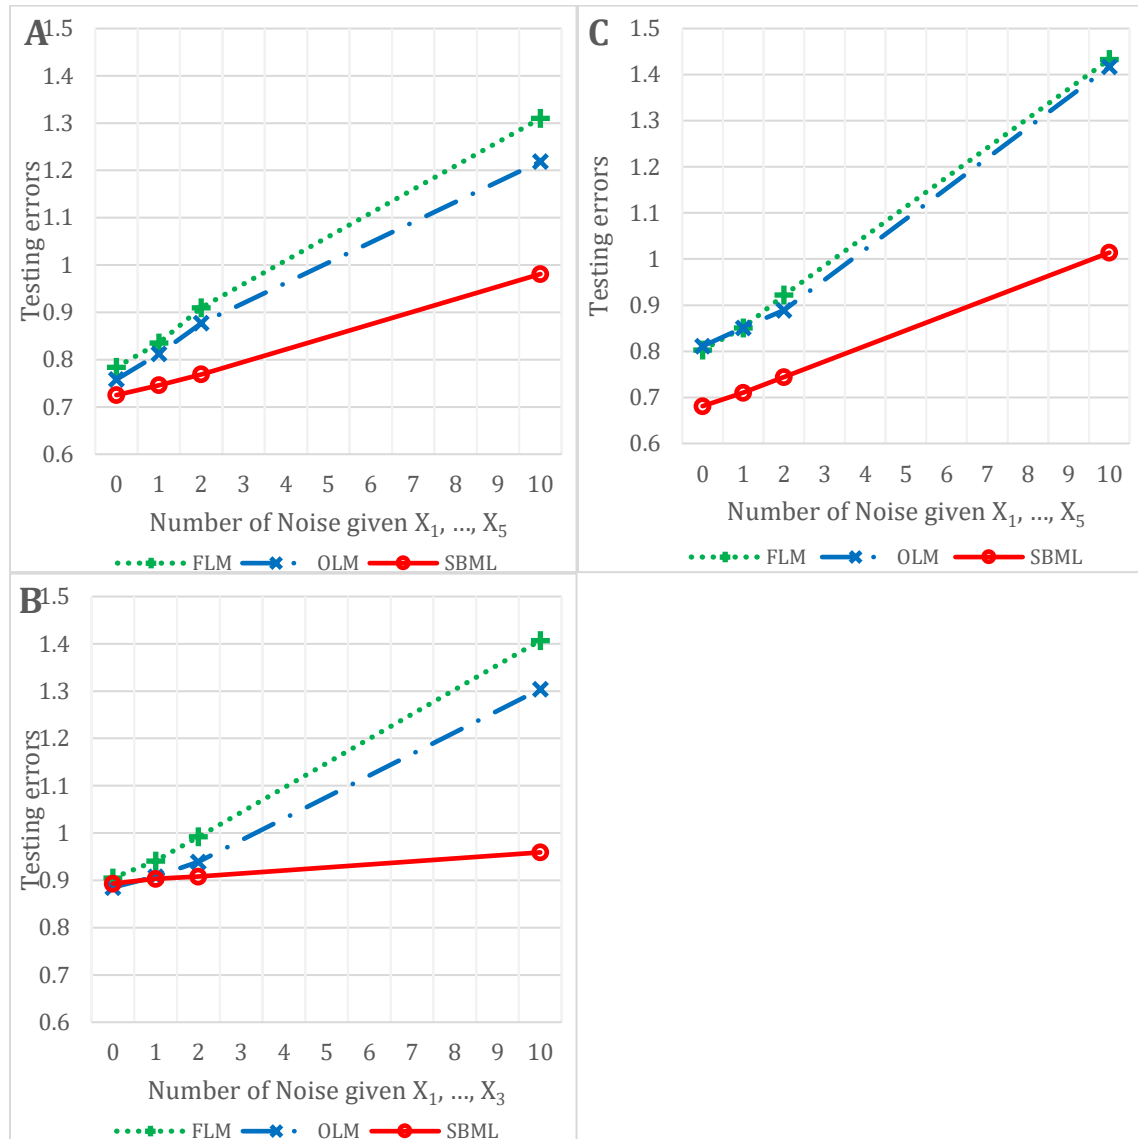 A
1.5
1.4
1.3
1.2
1.1
1
0.9
0.8
0.7
0.6
Testing errors
0 1 2 3 4 5 6 7 8 9 10
Number of Noise given X₁, ..., X₅
FLM OLM SBML
C
1.5
1.4
1.3
1.2
1.1
1
0.9
0.8
0.7
0.6
Testing errors
0 1 2 3 4 5 6 7 8 9 10
Number of Noise given X₁, ..., X₅
FLM OLM SBML
B
1.5
1.4
1.3
1.2
1.1
1
0.9
0.8
0.7
0.6
Testing errors
0 1 2 3 4 5 6 7 8 9 10
Number of Noise given X₁, ..., X₃
FLM OLM SBML